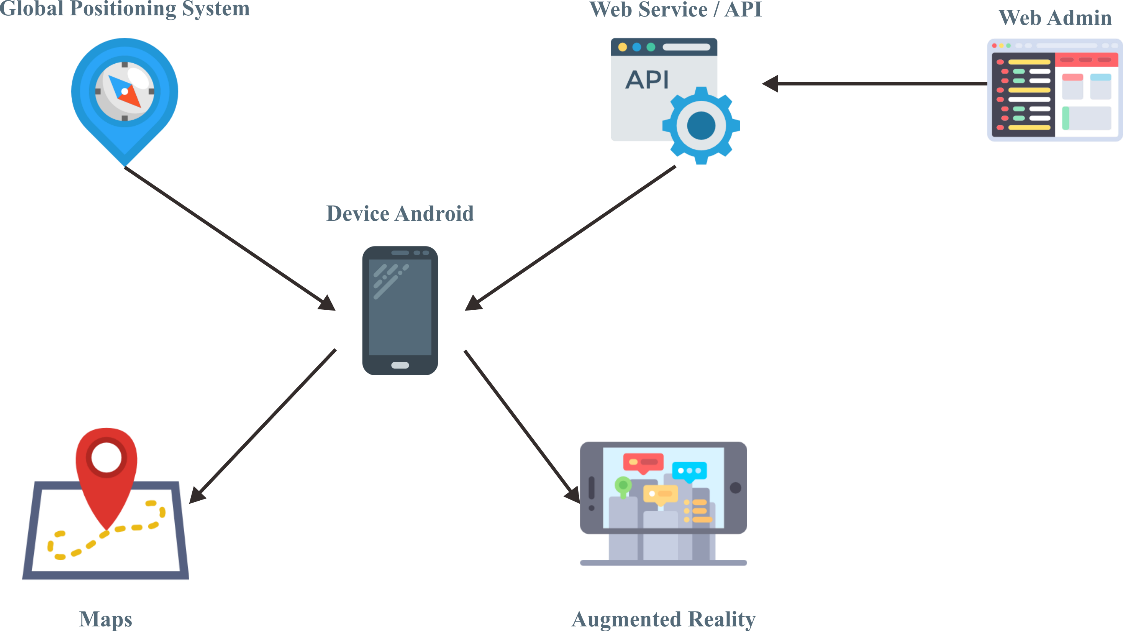 Global Positioning System
Web Service / API
Web Admin
API
Device Android
Maps
Augmented Reality